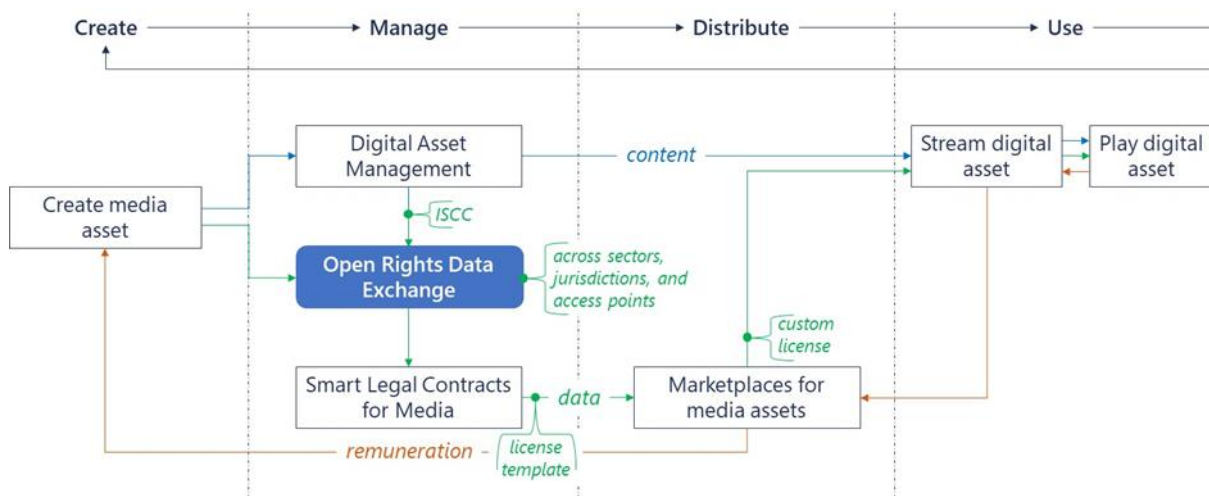 Create
Manage
Distribute
Use
Digital Asset
Management
content
Stream digital
asset
Play digital
asset
Create media
asset
ISCC
Open Rights Data
Exchange
across sectors,
jurisdictions, and
access points
custom
license
Smart Legal Contracts
for Media
data
Marketplaces for
media assets
remuneration
license
template